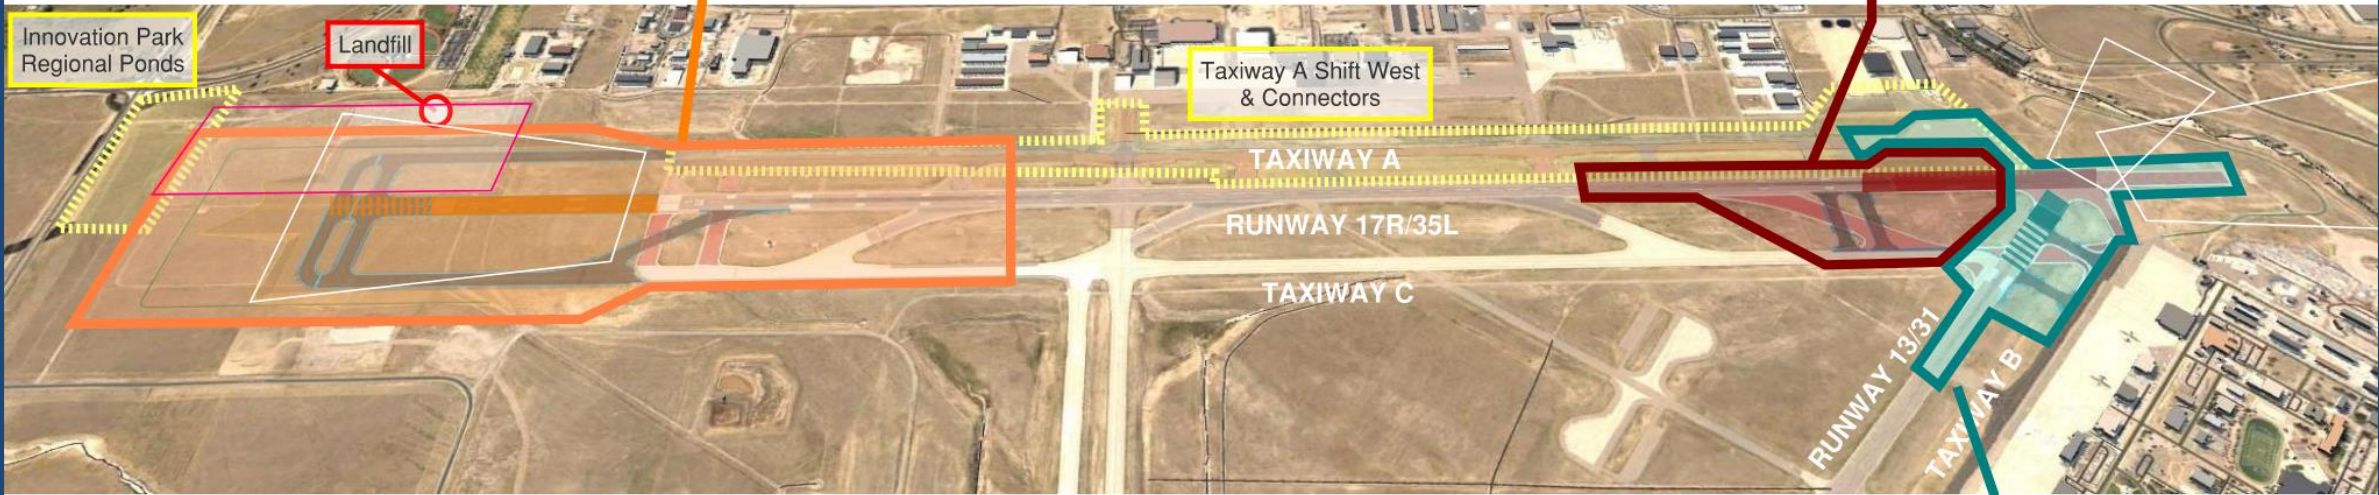 Innovation Park
Regional Ponds
Landfill
Taxiway A Shift West
& Connectors
TAXIWAY A
RUNWAY 17R/35L
TAXIWAY C
RUNWAY 13/31
TAXIWAY B